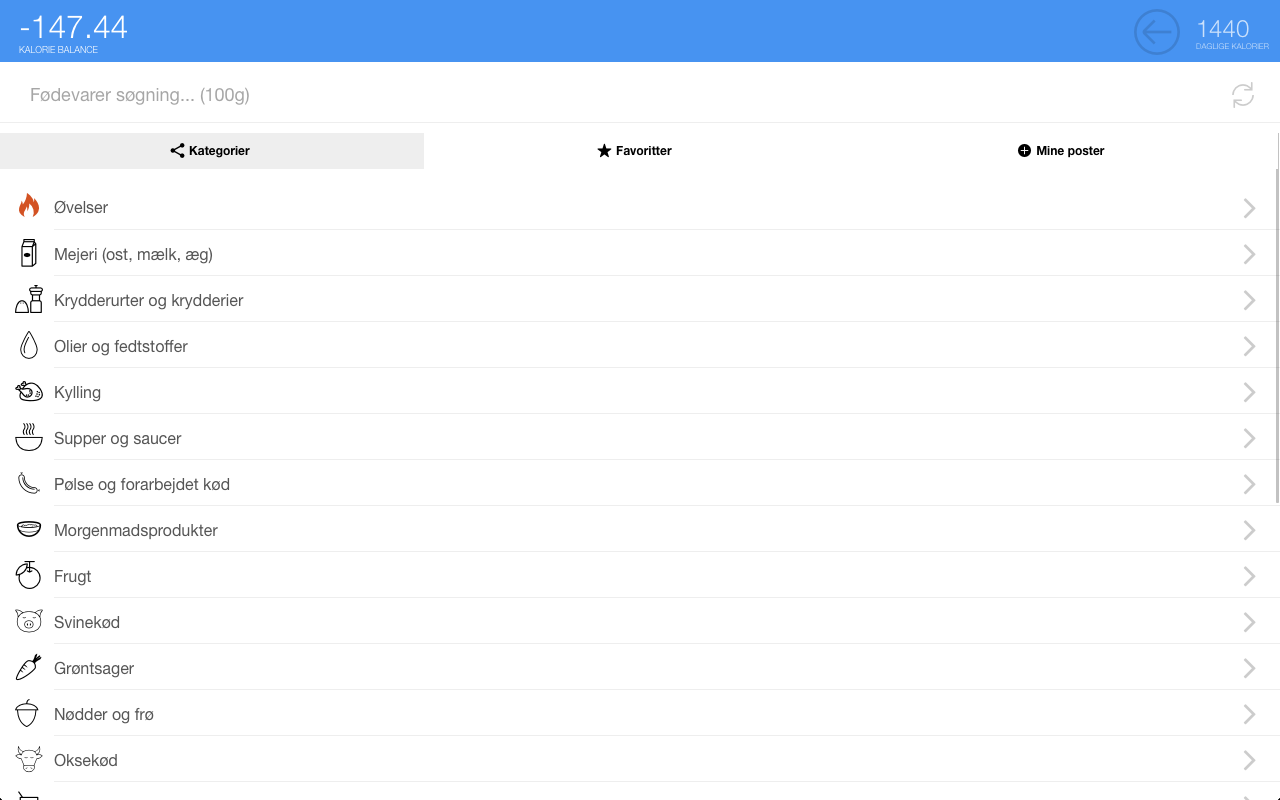 -147.44
KALORIE BALANCE
1440
DAGLIGE KALORIER
Fødevarer søgning... (100g)
Kategorier
Favoritter
Mine poster
Øvelser
Mejeri (ost, mælk, æg)
Krydderurter og krydderier
Olier og fedtstoffer
Kylling
Supper og saucer
Pølse og forarbejdet kød
Morgenmadsprodukter
Frugt
Svinekød
Grøntsager
Nødder og frø
Oksekød